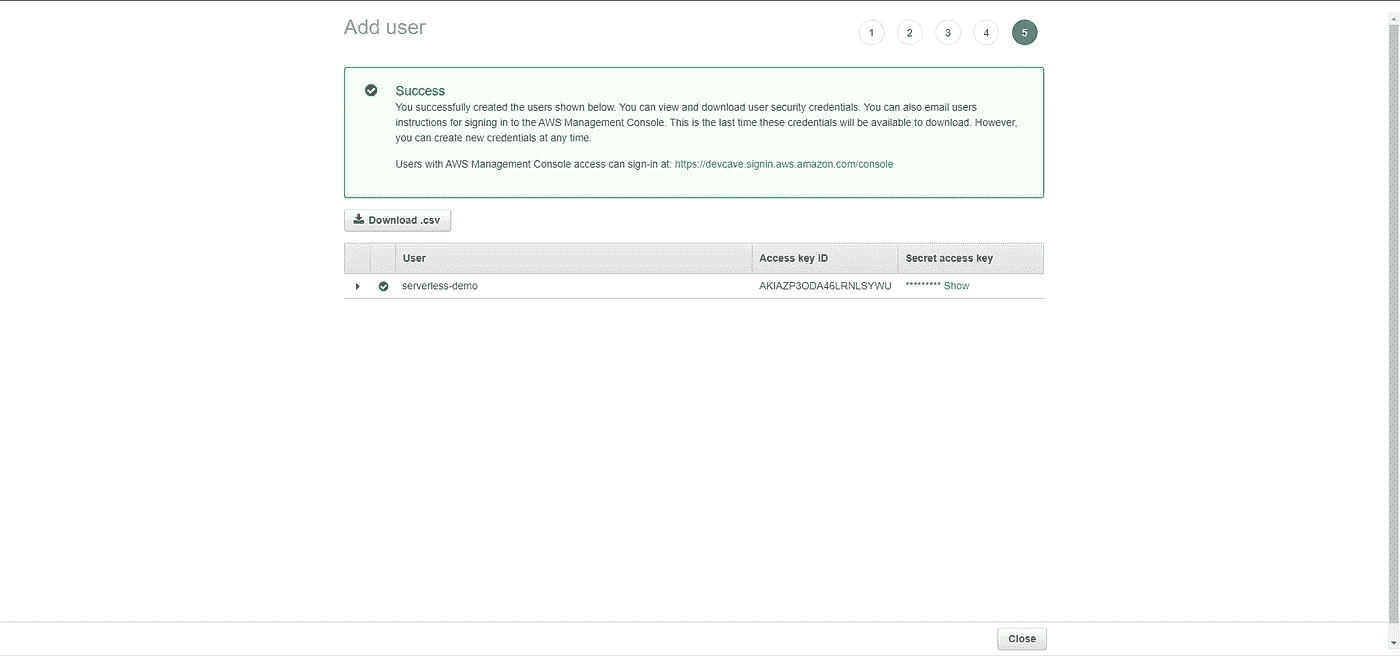 Add user
1 2 3 4 5
Success
You successfully created the users shown below. You can view and download user security credentials. You can also email users
instructions for signing in to the AWS Management Console. This is the last time these credentials will be available to download. However,
you can create new credentials at any time.
Users with AWS Management Console access can sign-in at: https://devcave.signin.aws.amazon.com/console
Download .csv
User Access key ID Secret access key
serverless-demo AKIAZP3ODA46LRNLSYWU ********* Show
Close